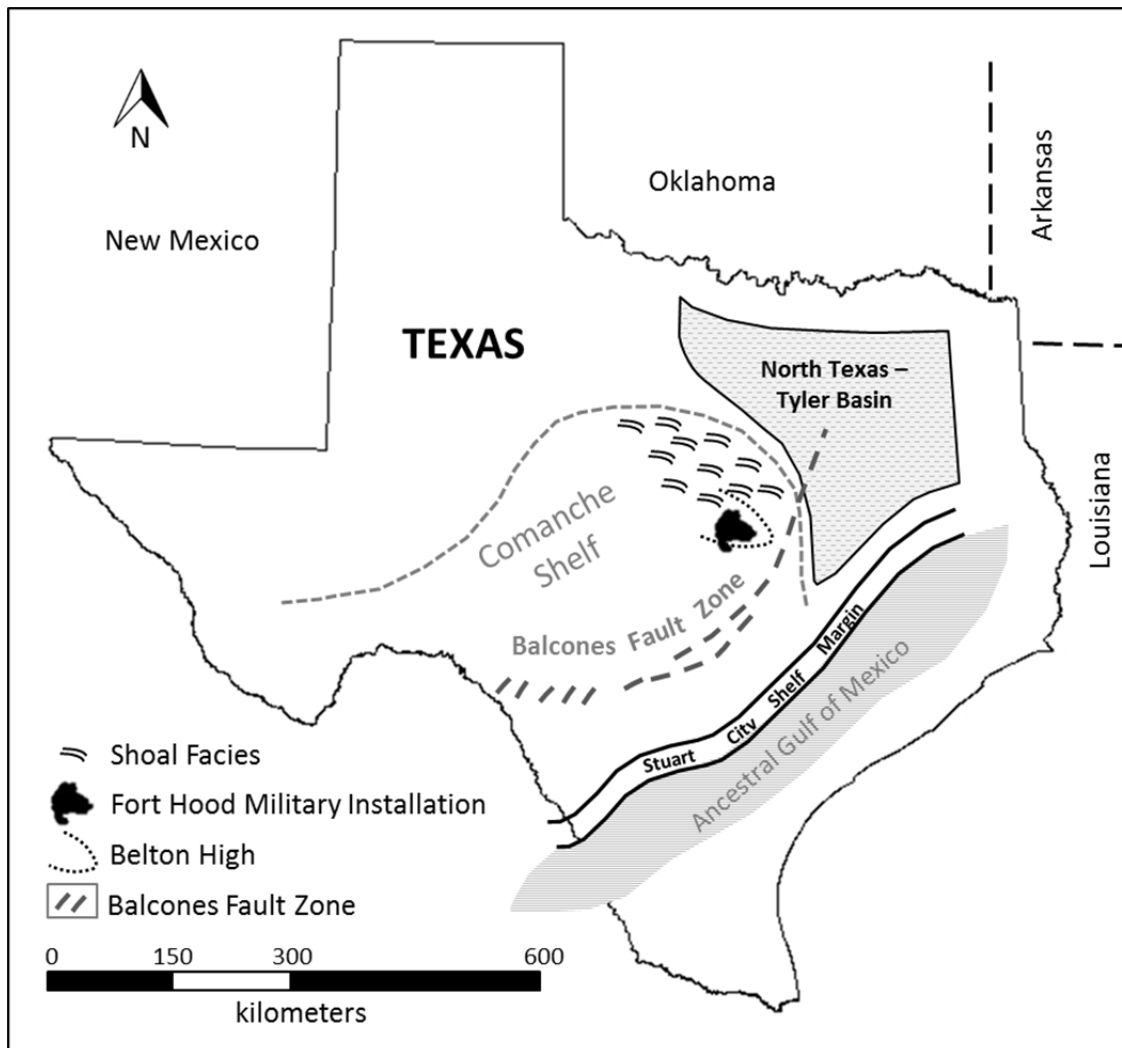 Oklahoma
Arkansas
New Mexico
N
TEXAS
North Texas –
Tyler Basin
Comanche
Shelf
Louisiana
Balcones Fault Zone
Stuart City Shelf Margin
Ancestral Gulf of Mexico
Shoal Facies
Fort Hood Military Installation
Belton High
Balcones Fault Zone
0 150 300 600
kilometers